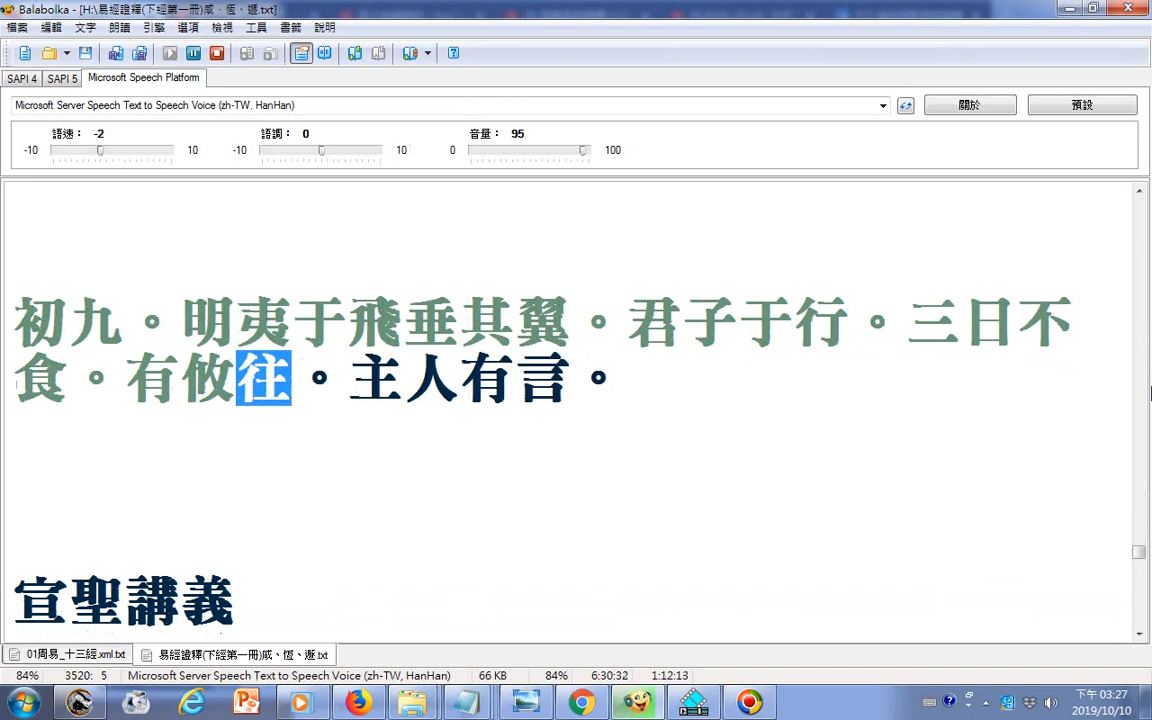 Balabolka - [H:\易經證釋(下經第一冊)咸、恆、遯.txt]
檔案 編輯 文字 朗讀 引擎 選項 檢視 工具 書籤 說明
SAPI 4 SAPI 5 Microsoft Speech Platform
Microsoft Server Speech Text to Speech Voice (zh-TW, HanHan) 關於 預設
語速： -2 語調： 0 音量： 95
-10 10 -10 10 0 100
初九。明夷于飛垂其翼。君子于行。三日不
食。有攸往。主人有言。
宣聖講義
01周易_十三經.xml.txt 易經證釋(下經第一冊)咸、恆、遯.txt
84% 3520: 5 Microsoft Server Speech Text to Speech Voice (zh-TW, HanHan) 66 KB 84% 6:30:32 1:12:13
下午 03:27
2019/10/10